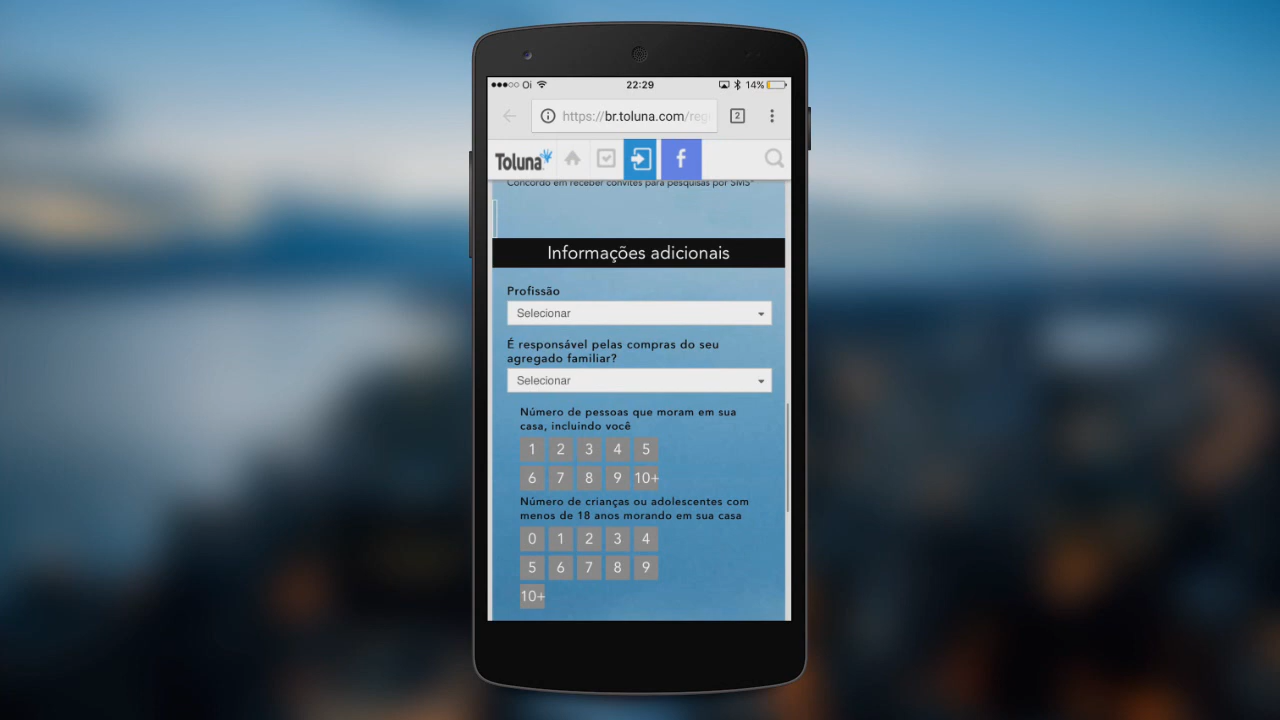 Oi 22:29 14%
https://br.toluna.com/reg
2
Toluna f
Concordo em receber convites para pesquisas por SMS*
Informações adicionais
Profissão
Selecionar
É responsável pelas compras do seu
agregado familiar?
Selecionar
Número de pessoas que moram em sua
casa, incluindo você
1 2 3 4 5
6 7 8 9 10+
Número de crianças ou adolescentes com
menos de 18 anos morando em sua casa
0 1 2 3 4
5 6 7 8 9
10+